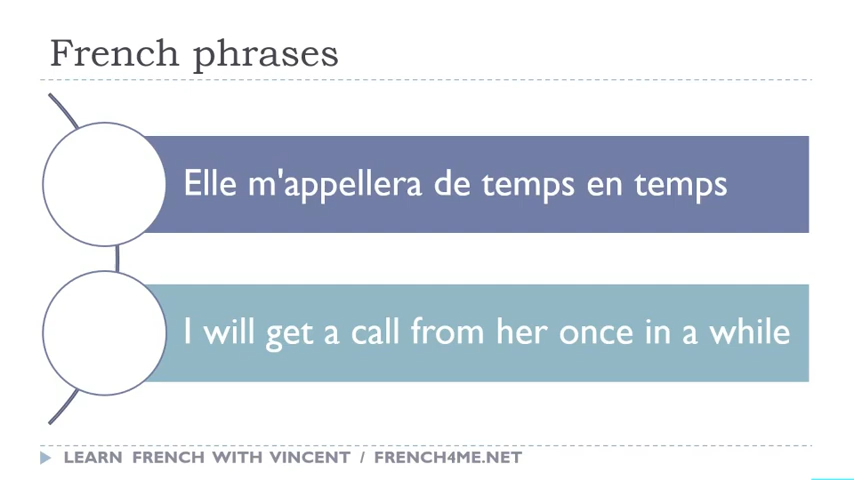 French phrases
Elle m'appellera de temps en temps
I will get a call from her once in a while
LEARN FRENCH WITH VINCENT / FRENCH4ME.NET